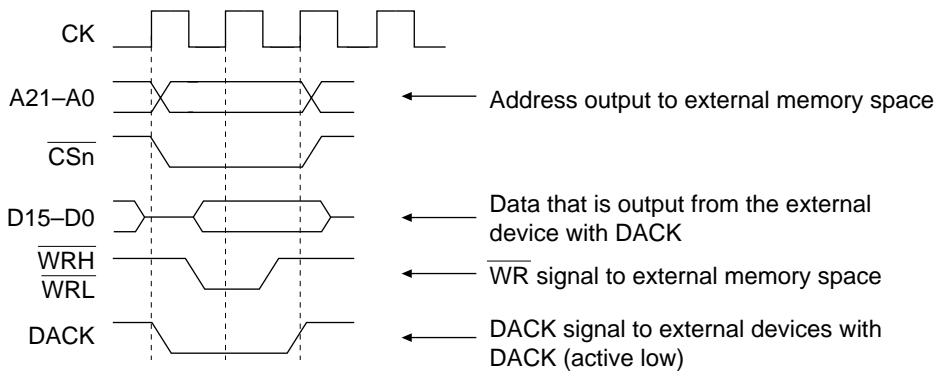 CK
A21–A0
Address output to external memory space
CSn
D15–D0
Data that is output from the external
device with DACK
WRH
WRL
WR signal to external memory space
DACK
DACK signal to external devices with
DACK (active low)